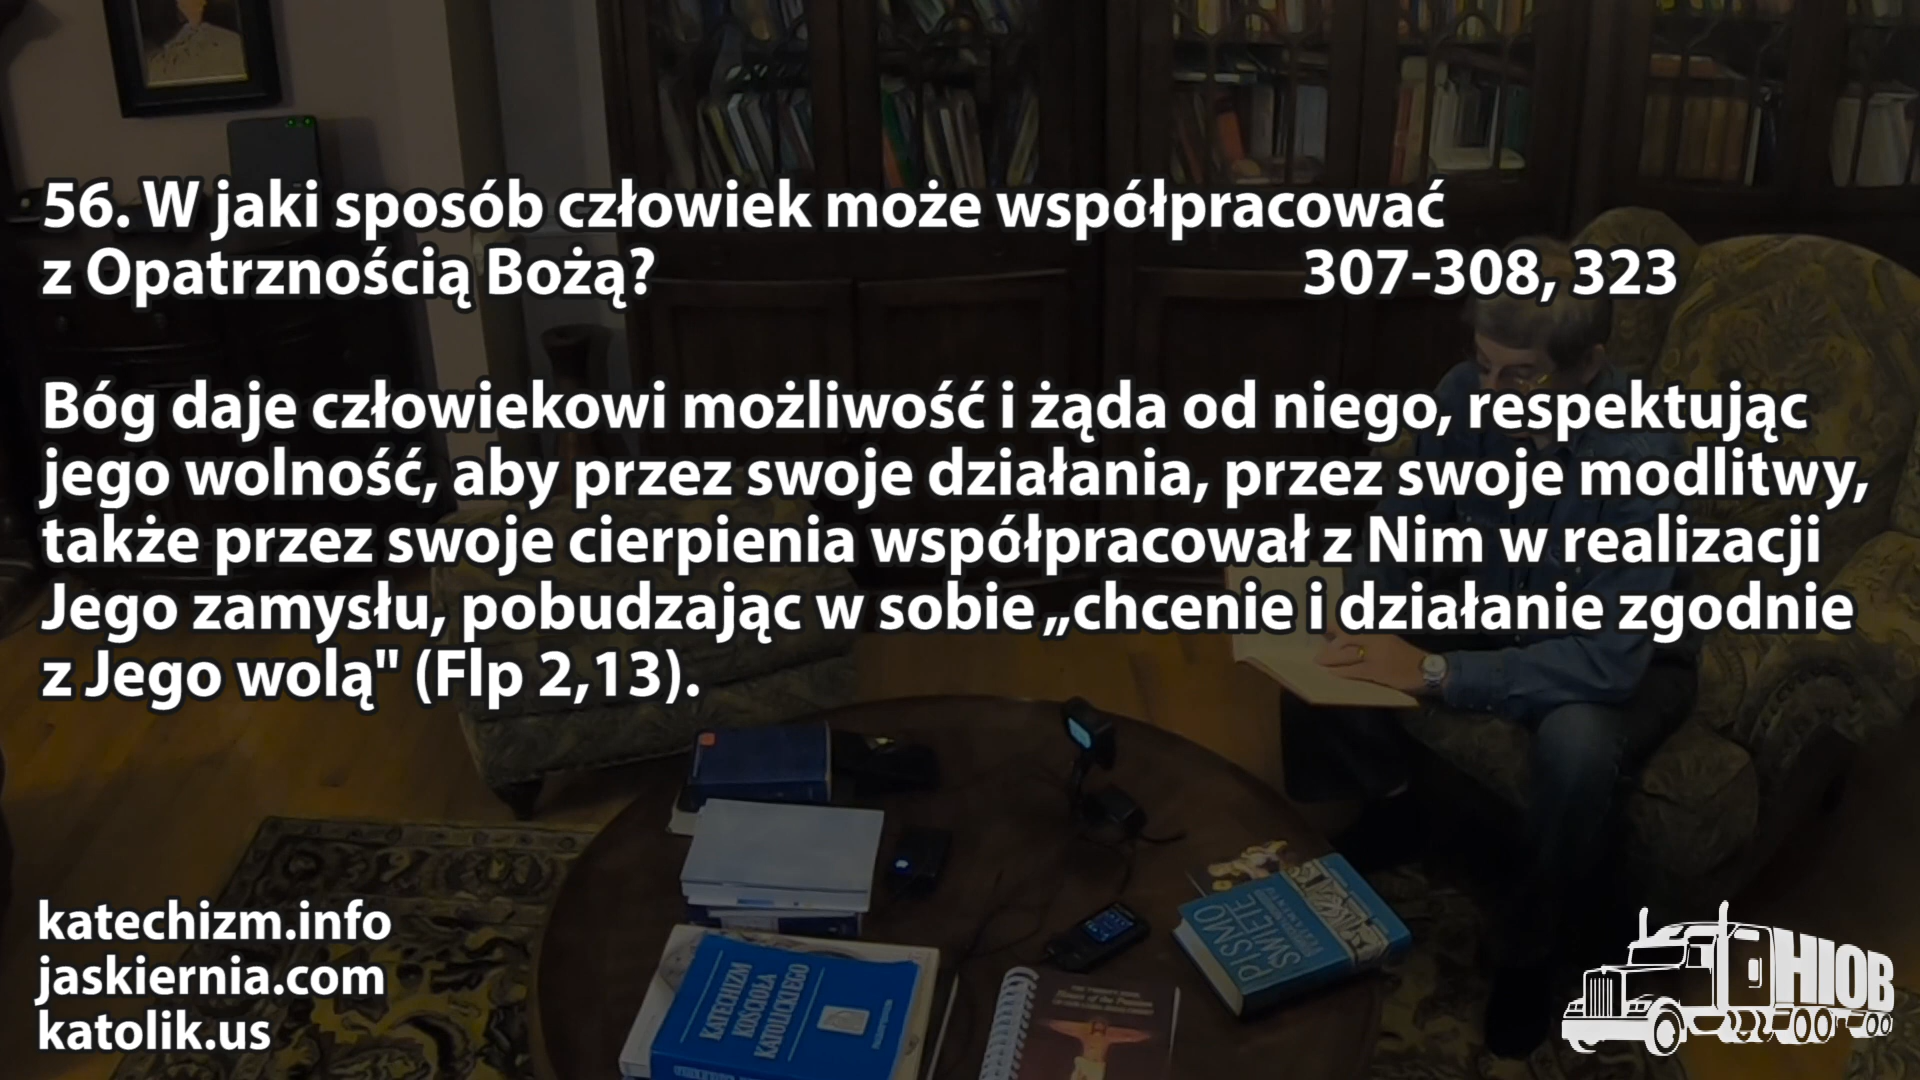 56. W jaki sposób człowiek może współpracować
z Opatrznością Bożą? 307-308, 323
Bóg daje człowiekowi możliwość i żąda od niego, respektując
jego wolność, aby przez swoje działania, przez swoje modlitwy,
także przez swoje cierpienia współpracował z Nim w realizacji
Jego zamysłu, pobudzając w sobie „chcenie i działanie zgodnie
z Jego wolą" (Flp 2,13).
katechizm.info
jaskiernia.com
katolik.us
HIOB
KATECHIZM
KOŚCIOŁA
KATOLICKIEGO
PISMO
ŚWIĘTE